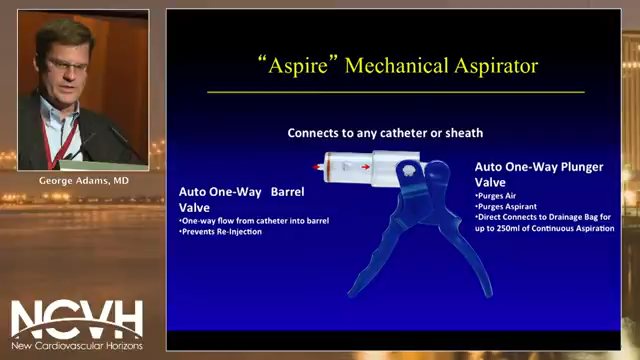 “Aspire” Mechanical Aspirator
Connects to any catheter or sheath
Auto One-Way Barrel
Valve
•One-way flow from catheter into barrel
•Prevents Re-Injection
Auto One-Way Plunger
Valve
•Purges Air
•Purges Aspirant
•Direct Connects to Drainage Bag for
up to 250ml of Continuous Aspiration
George Adams, MD
NCVH
New Cardiovascular Horizons